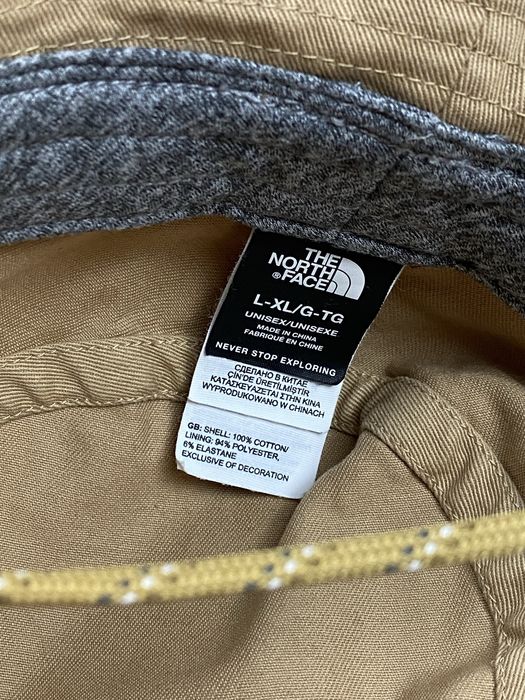 THE
NORTH
®FACE
L-XL/G-TG
UNISEX/UNISEXE
MADE IN CHINA
FABRIQUÉ EN CHINE
NEVER STOP EXPLORING
СДЕЛАНО В КИТАЕ
ÇİN'DE ÜRETİLMİŞTİR
ΚΑΤΑΣΚΕΥΑΖΕΤΑΙ ΣΤΗΝ ΚΙΝΑ
WYPRODUKOWANO W CHINACH
GB: SHELL: 100% COTTON/
LINING: 94% POLYESTER,
6% ELASTANE
EXCLUSIVE OF DECORATION